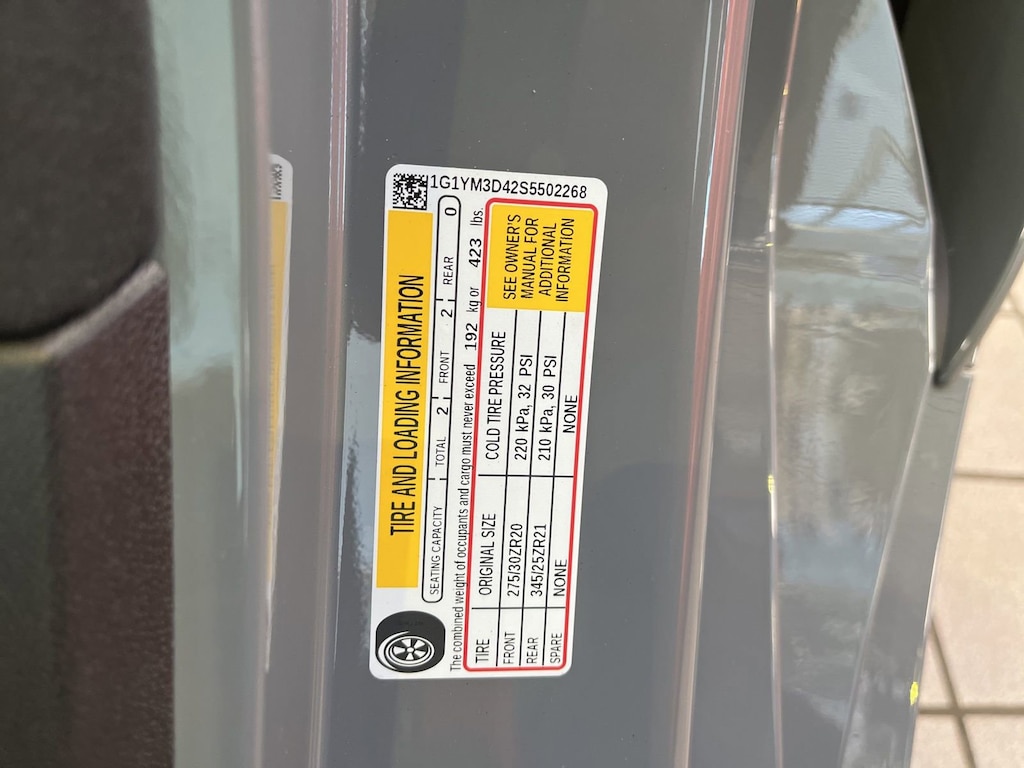 1G1YM3D42S5502268
TIRE AND LOADING INFORMATION
SEATING CAPACITY TOTAL 2 FRONT 2 REAR 0
The combined weight of occupants and cargo must never exceed 192 kg or 423 lbs.
TIRE ORIGINAL SIZE COLD TIRE PRESSURE
FRONT 275/30ZR20 220 kPa, 32 PSI
REAR 345/25ZR21 210 kPa, 30 PSI
SPARE NONE NONE
SEE OWNER'S
MANUAL FOR
ADDITIONAL
INFORMATION